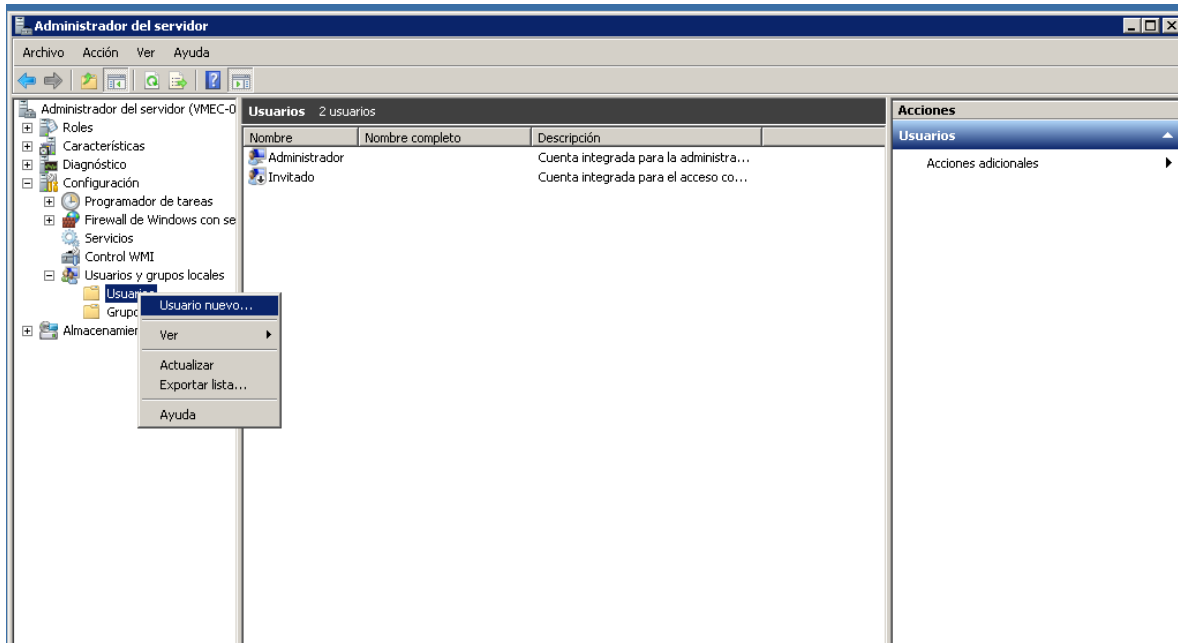 Administrador del servidor
Archivo Acción Ver Ayuda
Administrador del servidor (VMEC-0
Roles
Características
Diagnóstico
Configuración
Programador de tareas
Firewall de Windows con se
Servicios
Control WMI
Usuarios y grupos locales
Usuarios
Grupo
Almacenamien
Usuario nuevo...
Ver
Actualizar
Exportar lista...
Ayuda
Usuarios 2 usuarios
Nombre Nombre completo Descripción
Administrador Cuenta integrada para la administra...
Invitado Cuenta integrada para el acceso co...
Acciones
Usuarios
Acciones adicionales